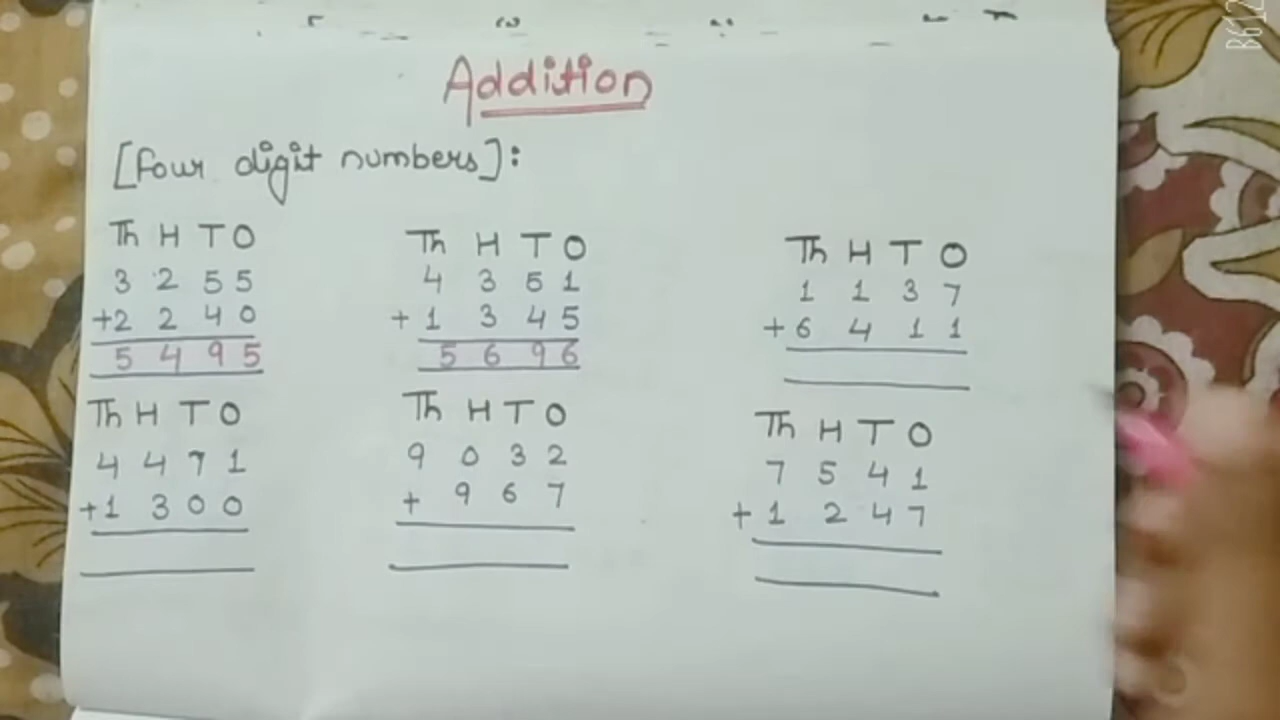 Addition
[Four digit numbers]:
Th H T O
3 2 5 5
+2 2 4 0
5 4 9 5
Th H T O
4 3 5 1
+ 1 3 4 5
5 6 9 6
Th H T O
1 1 3 7
+ 6 4 1 1
Th H T O
4 4 7 1
+1 3 0 0
Th H T O
9 0 3 2
+ 9 6 7
Th H T O
7 5 4 1
+ 1 2 4 7
B612